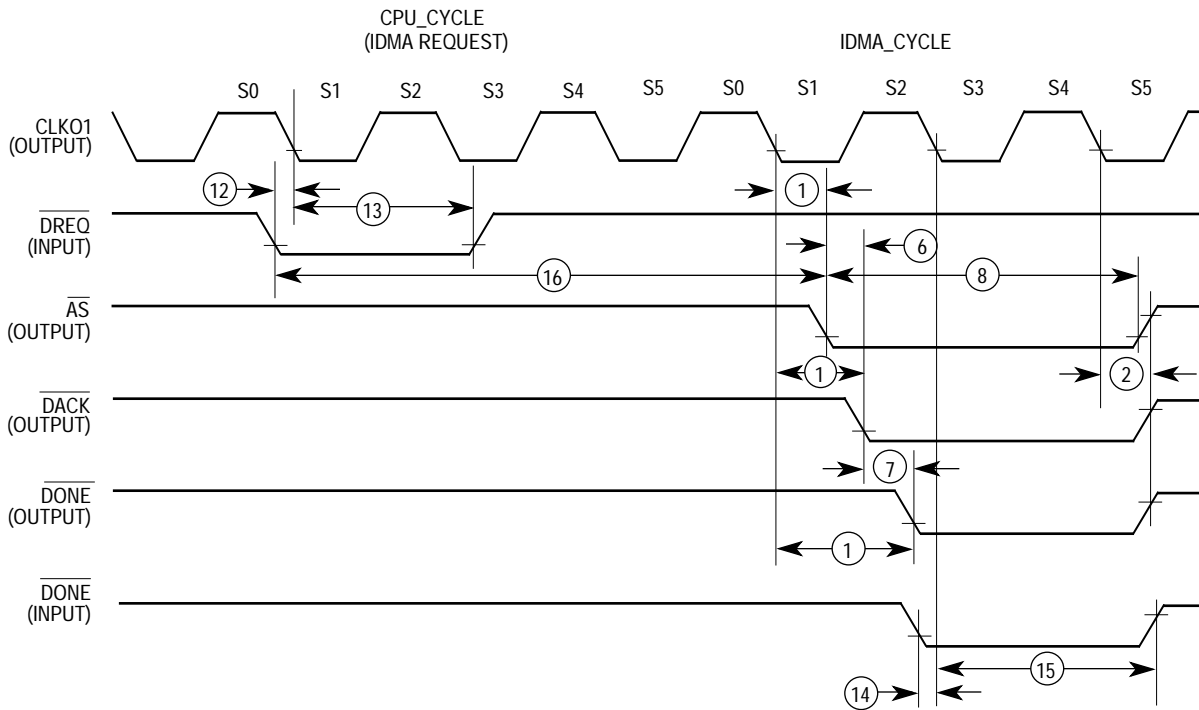 CPU_CYCLE
(IDMA REQUEST)
IDMA_CYCLE
S0 S1 S2 S3 S4 S5 S0 S1 S2 S3 S4 S5
CLKO1
(OUTPUT)
12
13
1
DREQ
(INPUT)
6
16
8
AS
(OUTPUT)
1
2
DACK
(OUTPUT)
7
DONE
(OUTPUT)
1
DONE
(INPUT)
15
14